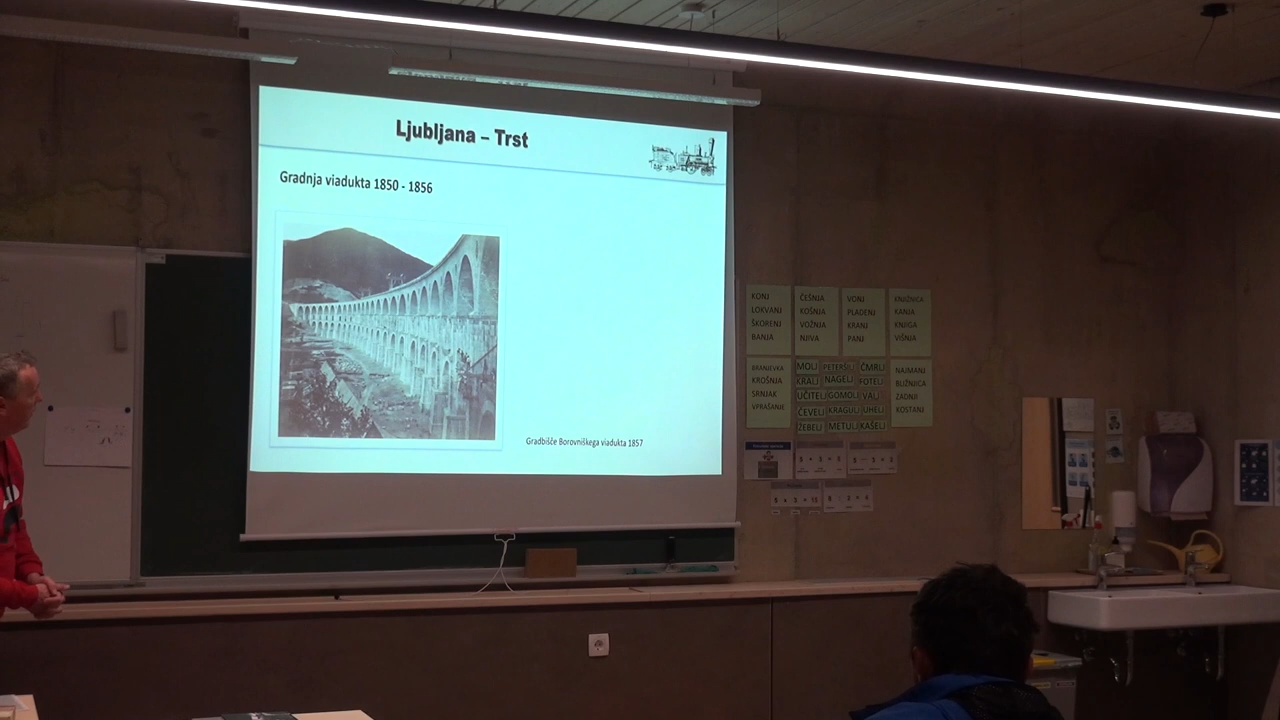 Ljubljana – Trst
Gradnja viadukta 1850 - 1856
Gradbišče Borovniškega viadukta 1857
KONJ
LOKVANJ
ŠKORENJ
BANJA
ČEŠNJA
KOŠNJA
VOŽNJA
NJIVA
VONJ
PLADENJ
KRANJ
PANJ
KNJIŽNICA
KANJA
KNJIGA
VIŠNJA
BRANJEVKA
KROŠNJA
SRNJAK
VPRAŠANJE
MOLJ PETERŠILJ ČMRLJ
KRALJ NAGELJ FOTELJ
UČITELJ GOMOLJ VALJ
ČEVELJ KRAGULJ UHELJ
ŽEBELJ METULJ KAŠELJ
NAJMANJ
BUŽNJICA
ZADNJI
KOSTANJ